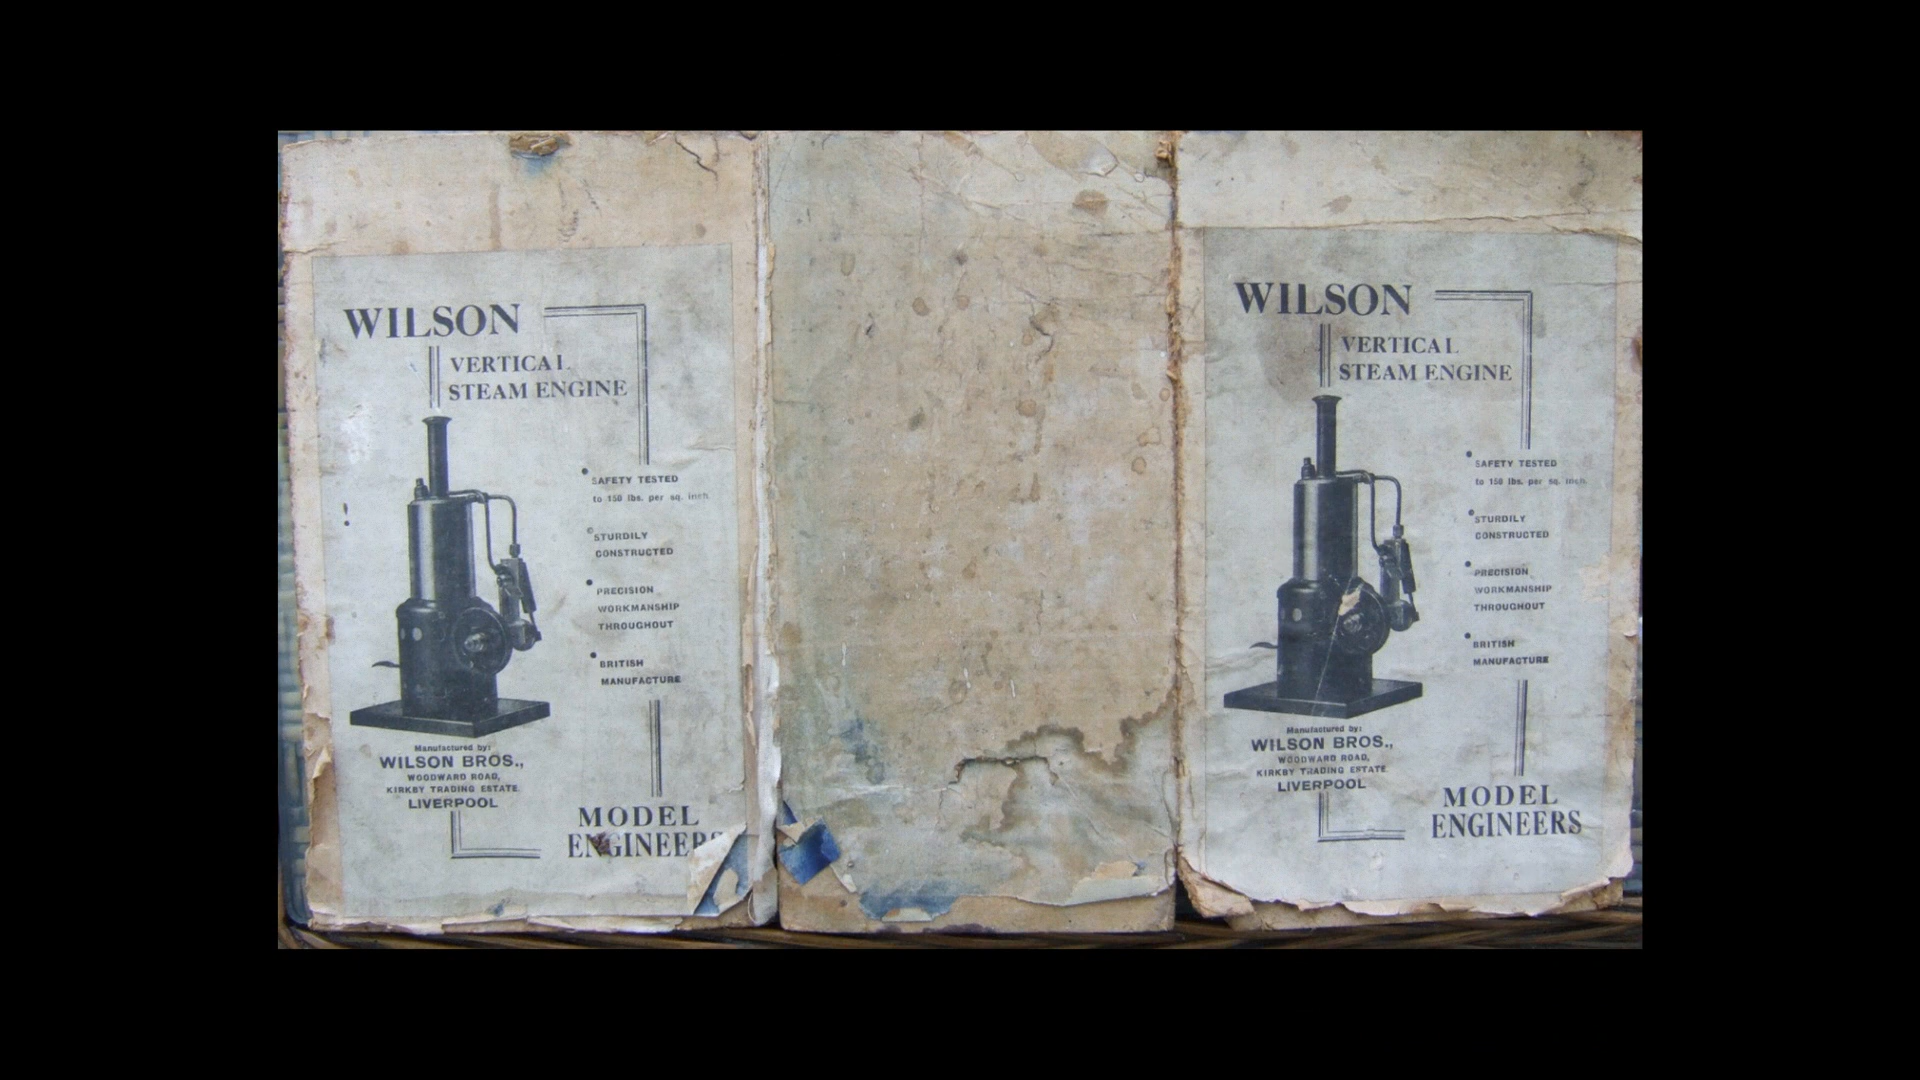 WILSON
VERTICAL
STEAM ENGINE
SAFETY TESTED
to 150 lbs. per sq. inch.
STURDILY
CONSTRUCTED
PRECISION
WORKMANSHIP
THROUGHOUT
BRITISH
MANUFACTURE
Manufactured by:
WILSON BROS.,
WOODWARD ROAD,
KIRKBY TRADING ESTATE
LIVERPOOL
MODEL
ENGINEERS
WILSON
VERTICAL
STEAM ENGINE
SAFETY TESTED
to 150 lbs. per sq. inch.
STURDILY
CONSTRUCTED
PRECISION
WORKMANSHIP
THROUGHOUT
BRITISH
MANUFACTURE
Manufactured by:
WILSON BROS.,
WOODWARD ROAD,
KIRKBY TRADING ESTATE
LIVERPOOL
MODEL
ENGINEERS